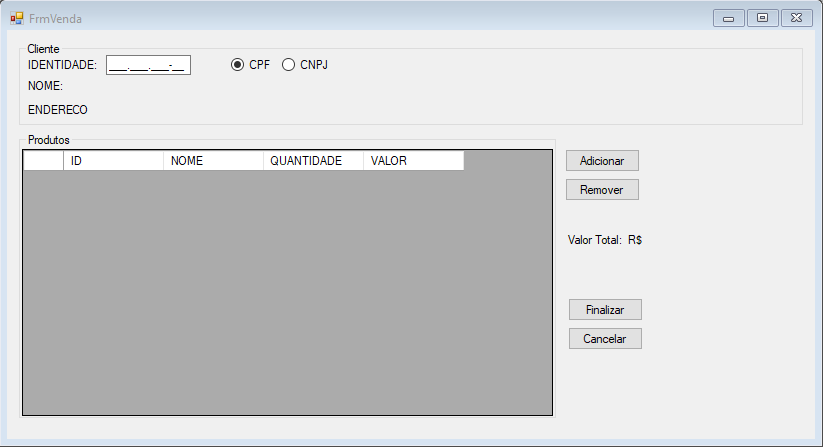 FrmVenda
Cliente
IDENTIDADE: ___.___.___-__ CPF CNPJ
NOME:
ENDERECO
Produtos
ID NOME QUANTIDADE VALOR
Adicionar
Remover
Valor Total: R$
Finalizar
Cancelar